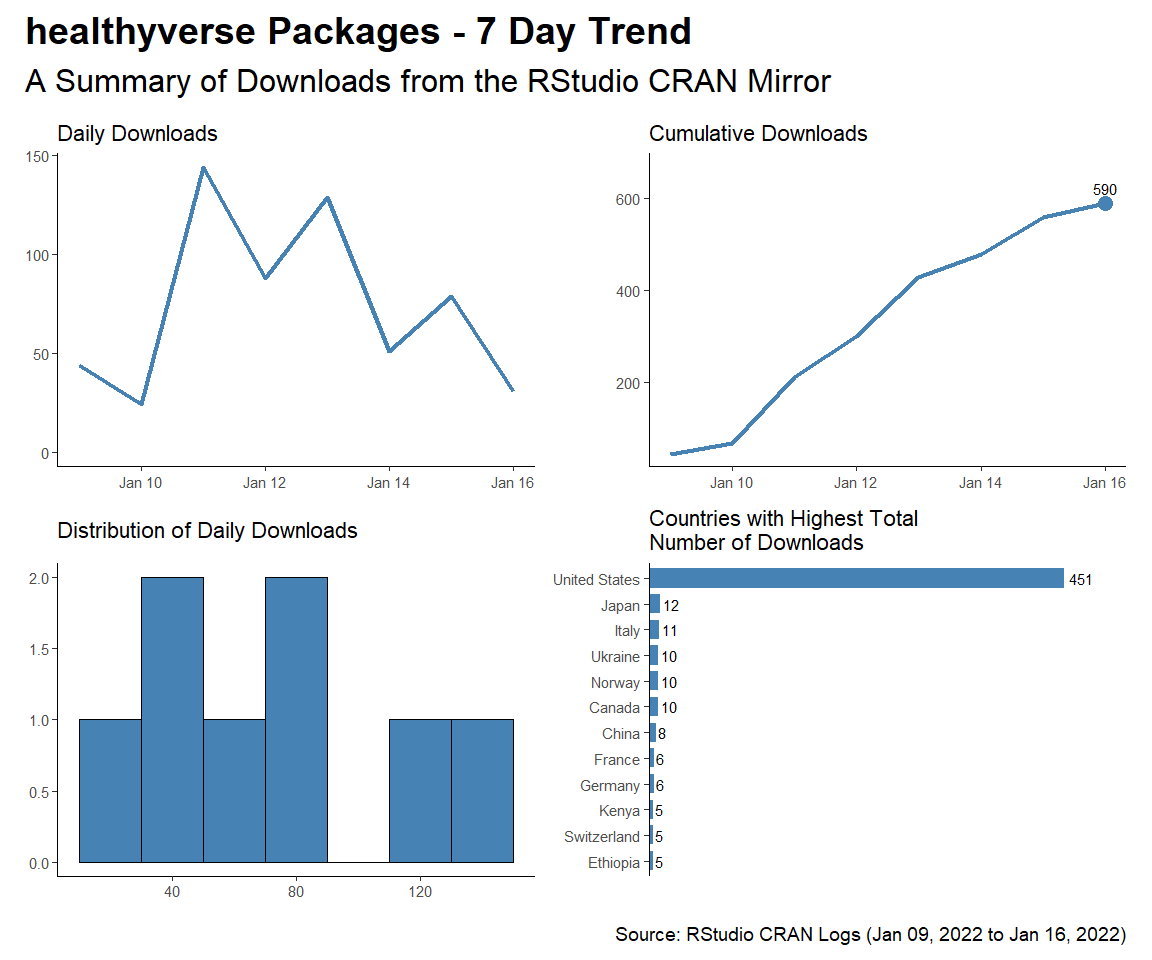 healthyverse Packages - 7 Day Trend
A Summary of Downloads from the RStudio CRAN Mirror
Daily Downloads
150
100
50
0
Jan 10 Jan 12 Jan 14 Jan 16
Cumulative Downloads
590
600
400
200
Jan 10 Jan 12 Jan 14 Jan 16
Distribution of Daily Downloads
2.0
1.5
1.0
0.5
0.0
40 80 120
Countries with Highest Total
Number of Downloads
United States 451
Japan 12
Italy 11
Ukraine 10
Norway 10
Canada 10
China 8
France 6
Germany 6
Kenya 5
Switzerland 5
Ethiopia 5
Source: RStudio CRAN Logs (Jan 09, 2022 to Jan 16, 2022)